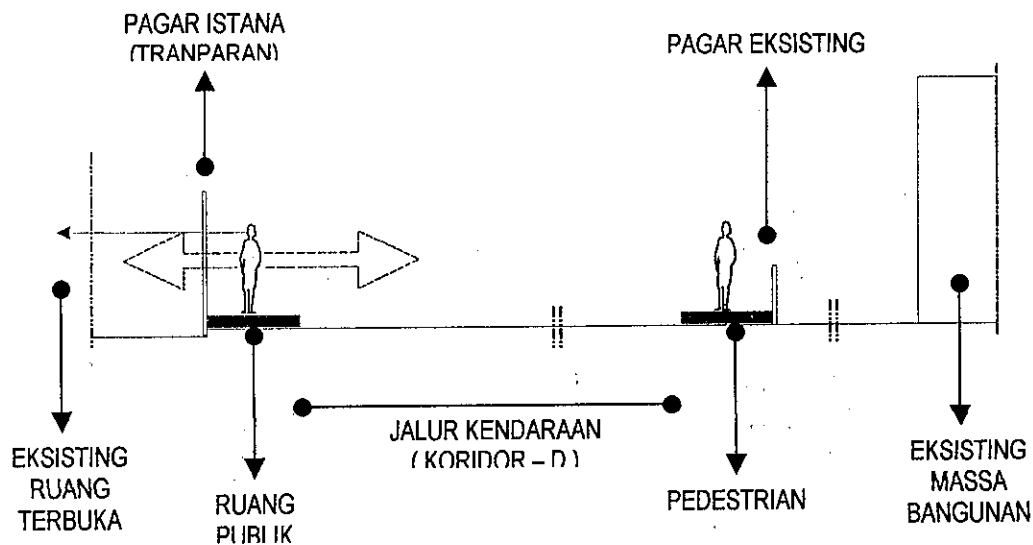 PAGAR ISTANA
(TRANPARAN)
PAGAR EKSISTING
JALUR KENDARAAN
( KORIDOR – D )
EKSISTING
RUANG
TERBUKA
RUANG
PUBLIK
PEDESTRIAN
EKSISTING
MASSA
BANGUNAN